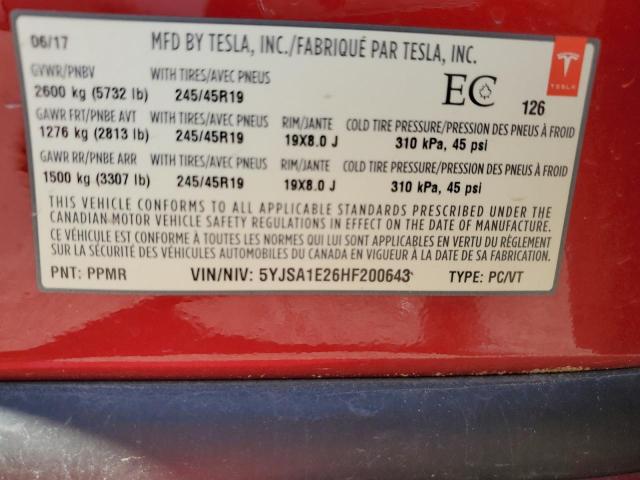 06/17 MFD BY TESLA, INC./FABRIQUÉ PAR TESLA, INC.
TESLA
GVWR/PNBV WITH TIRES/AVEC PNEUS
2600 kg (5732 lb) 245/45R19 EC 126
GAWR FRT/PNBE AVT WITH TIRES/AVEC PNEUS RIM/JANTE COLD TIRE PRESSURE/PRESSION DES PNEUS À FROID
1276 kg (2813 lb) 245/45R19 19X8.0 J 310 kPa, 45 psi
GAWR RR/PNBE ARR WITH TIRES/AVEC PNEUS RIM/JANTE COLD TIRE PRESSURE/PRESSION DES PNEUS À FROID
1500 kg (3307 lb) 245/45R19 19X8.0 J 310 kPa, 45 psi
THIS VEHICLE CONFORMS TO ALL APPLICABLE STANDARDS PRESCRIBED UNDER THE
CANADIAN MOTOR VEHICLE SAFETY REGULATIONS IN EFFECT ON THE DATE OF MANUFACTURE.
CE VÉHICULE EST CONFORME À TOUTES LES NORMES QUI LUI SONT APPLICABLES EN VERTU DU RÈGLEMENT
SUR LA SÉCURITÉ DES VÉHICULES AUTOMOBILES DU CANADA EN VIGUEUR À LA DATE DE SA FABRICATION.
PNT: PPMR VIN/NIV: 5YJSA1E26HF200643 TYPE: PC/VT